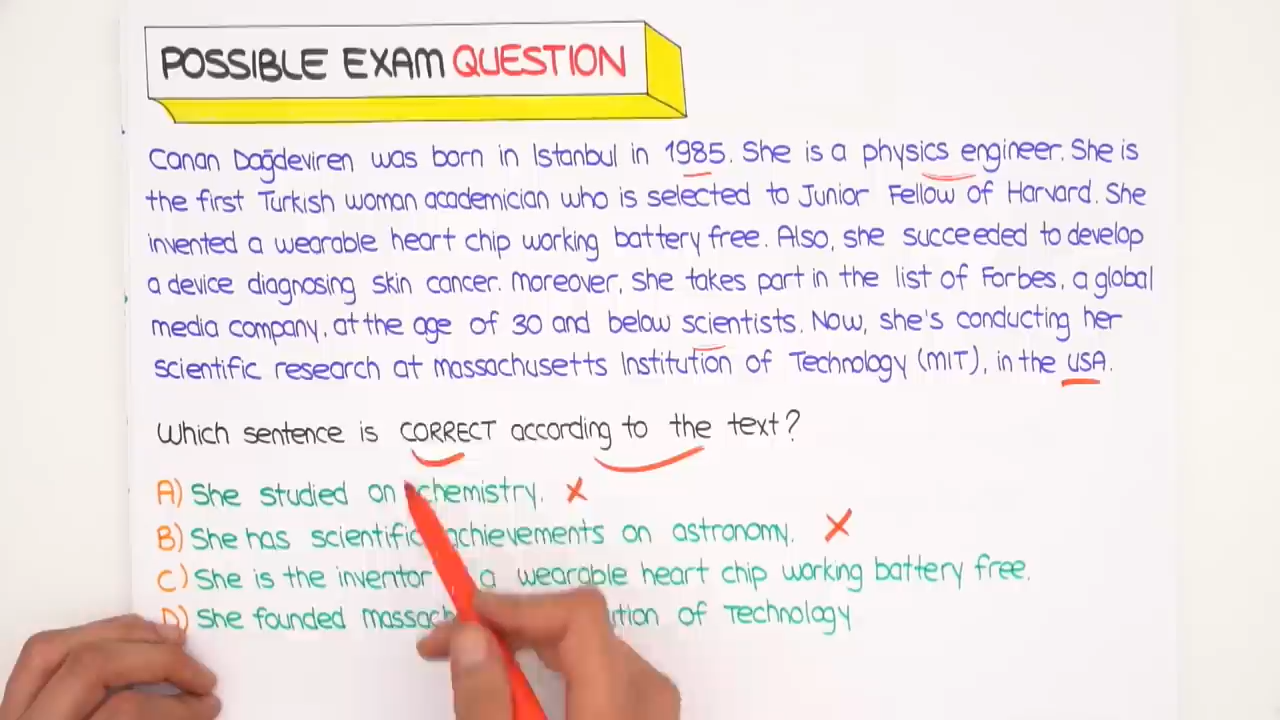 POSSIBLE EXAM QUESTION
Canan Dağdeviren was born in Istanbul in 1985. She is a physics engineer. She is
the first Turkish woman academician who is selected to Junior Fellow of Harvard. She
invented a wearable heart chip working battery free. Also, she succeeded to develop
a device diagnosing skin cancer. Moreover, she takes part in the list of Forbes, a global
media company, at the age of 30 and below scientists. Now, she's conducting her
scientific research at Massachusetts Institution of Technology (MIT), in the USA.
Which sentence is CORRECT according to the text?
A) She studied on chemistry. X
B) She has scientific achievements on astronomy. X
C) She is the inventor a wearable heart chip working battery free.
D) She founded of Technology